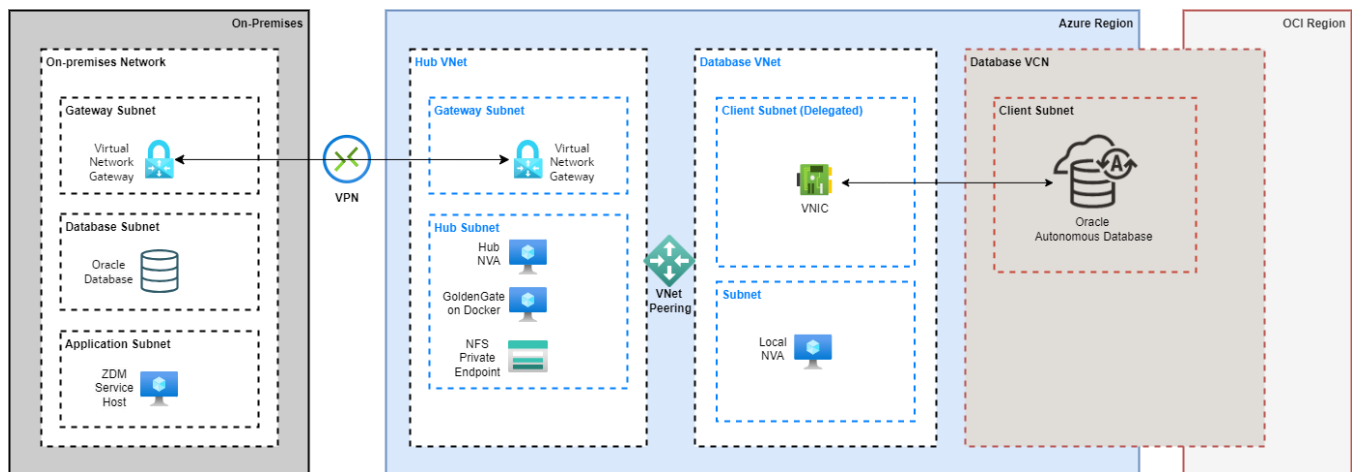 On-Premises
On-premises Network
Gateway Subnet
Virtual
Network
Gateway
Database Subnet
Oracle
Database
Application Subnet
ZDM
Service
Host
VPN
Azure Region
Hub VNet
Gateway Subnet
Virtual
Network
Gateway
Hub Subnet
Hub
NVA
GoldenGate
on Docker
NFS
Private
Endpoint
VNet
Peering
Database VNet
Client Subnet (Delegated)
VNIC
Subnet
Local
NVA
OCI Region
Database VCN
Client Subnet
A
Oracle
Autonomous Database